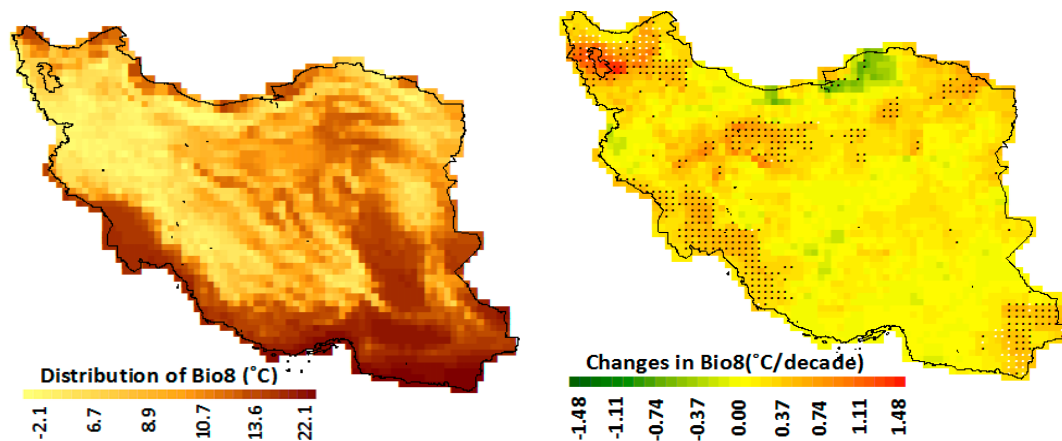 Distribution of Bio8 (˚C)
-2.1 6.7 8.9 10.7 13.6 22.1
Changes in Bio8(˚C/decade)
-1.48 -1.11 -0.74 -0.37 0.00 0.37 0.74 1.11 1.48